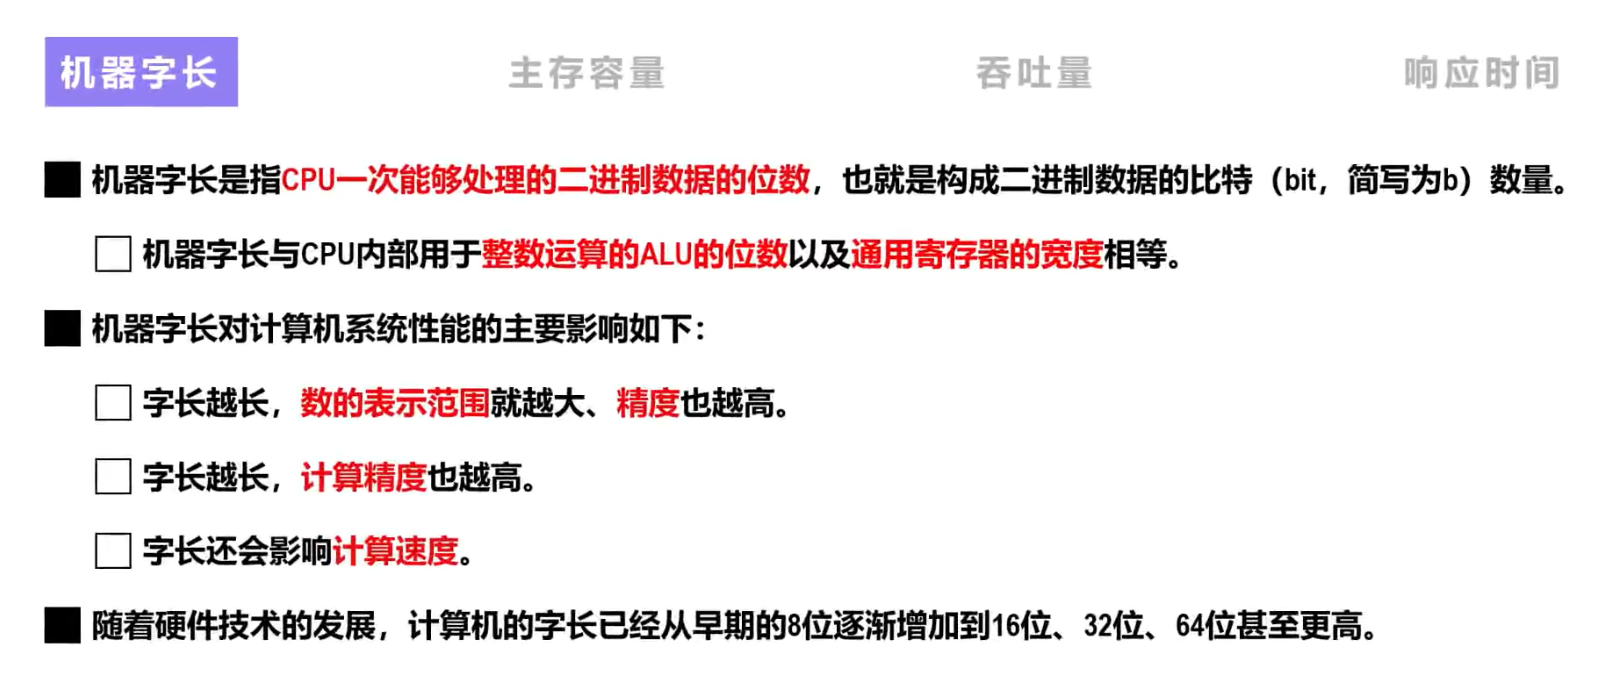 机器字长 主存容量 吞吐量 响应时间
机器字长是指CPU一次能够处理的二进制数据的位数，也就是构成二进制数据的比特（bit，简写为b）数量。
机器字长与CPU内部用于整数运算的ALU的位数以及通用寄存器的宽度相等。
机器字长对计算机系统性能的主要影响如下：
字长越长，数的表示范围就越大、精度也越高。
字长越长，计算精度也越高。
字长还会影响计算速度。
随着硬件技术的发展，计算机的字长已经从早期的8位逐渐增加到16位、32位、64位甚至更高。